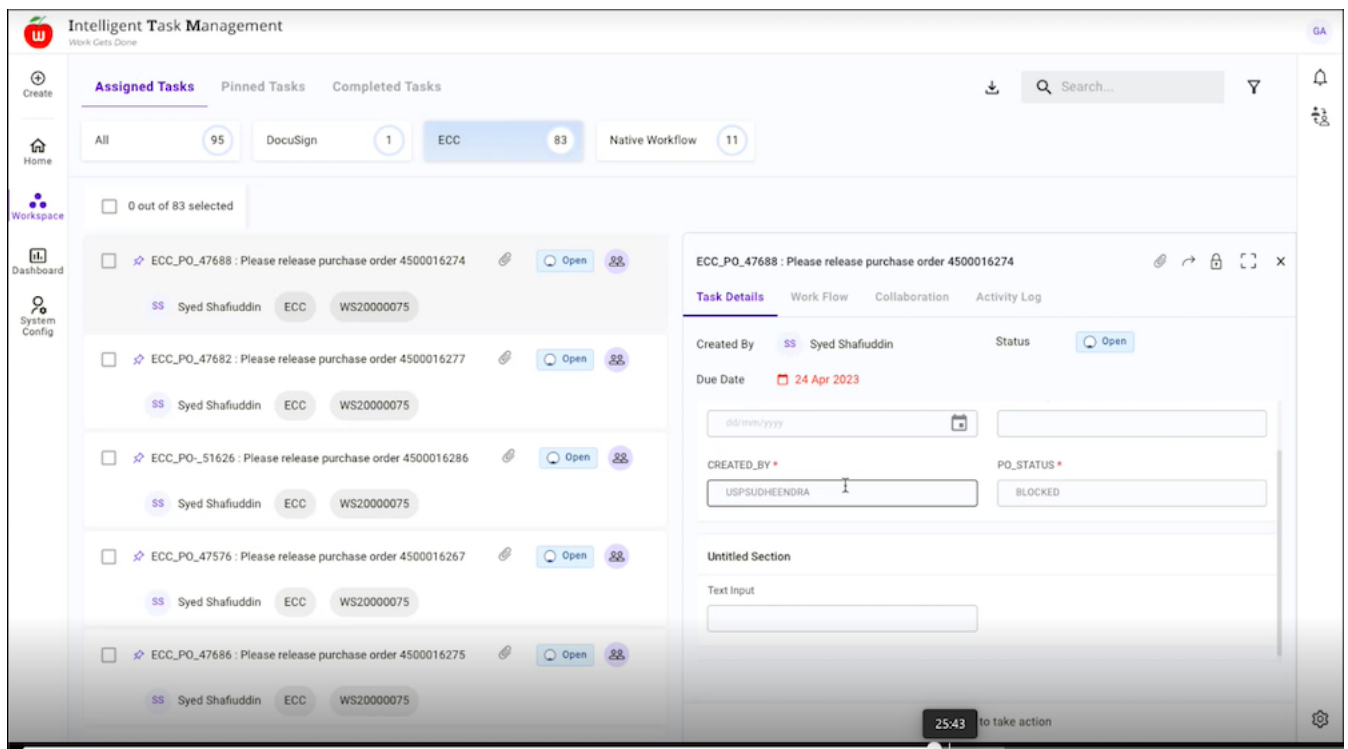 Intelligent Task Management
Work Gets Done
GA
Create
Home
Workspace
Dashboard
System
Config
Assigned Tasks Pinned Tasks Completed Tasks
Search...
All 95 DocuSign 1 ECC 83 Native Workflow 11
0 out of 83 selected
ECC_PO_47688 : Please release purchase order 4500016274 Open
SS Syed Shafiuddin ECC WS20000075
ECC_PO_47682 : Please release purchase order 4500016277 Open
SS Syed Shafiuddin ECC WS20000075
ECC_PO-_51626 : Please release purchase order 4500016286 Open
SS Syed Shafiuddin ECC WS20000075
ECC_PO_47576 : Please release purchase order 4500016267 Open
SS Syed Shafiuddin ECC WS20000075
ECC_PO_47686 : Please release purchase order 4500016275 Open
SS Syed Shafiuddin ECC WS20000075
ECC_PO_47688 : Please release purchase order 4500016274
Task Details Work Flow Collaboration Activity Log
Created By SS Syed Shafiuddin Status Open
Due Date 24 Apr 2023
dd/mm/yyyy
CREATED_BY * PO_STATUS *
USPSUDHEENDRA BLOCKED
Untitled Section
Text Input
25:43 to take action